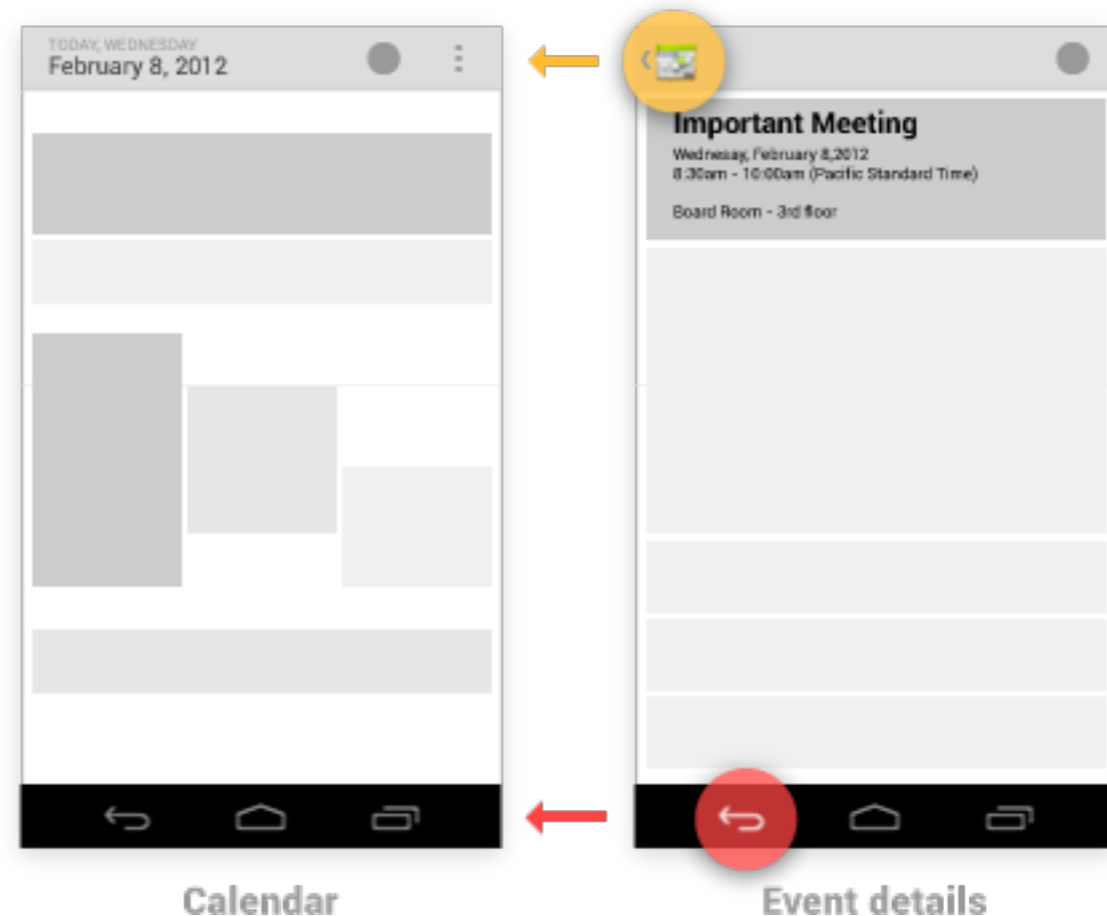 TODAY, WEDNESDAY
February 8, 2012
Important Meeting
Wednesay, February 8,2012
8:30am - 10:00am (Pacific Standard Time)
Board Room - 3rd floor
Calendar
Event details